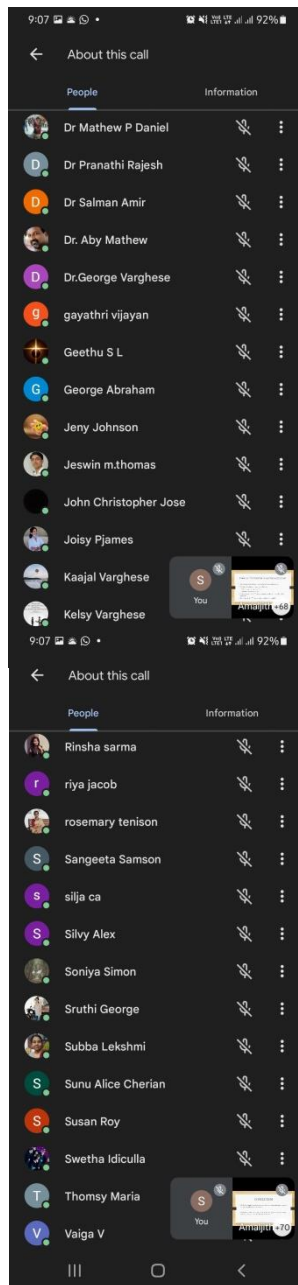 9:07 92%
About this call
People Information
Dr Mathew P Daniel
D Dr Pranathi Rajesh
D Dr Salman Amir
Dr. Aby Mathew
D Dr.George Varghese
g gayathri vijayan
Geethu S L
G George Abraham
Jeny Johnson
Jeswin m.thomas
John Christopher Jose
Joisy Pjames
Kaajal Varghese
S
You
Amaljith +68
H Kelsy Varghese
9:07 92%
About this call
People Information
Rinsha sarma
r riya jacob
rosemary tenison
S Sangeeta Samson
s silja ca
S Silvy Alex
Soniya Simon
Sruthi George
Subba Lekshmi
S Sunu Alice Cherian
S Susan Roy
Swetha Idiculla
T Thomsy Maria
S
You
Amaljith +70
V Vaiga V